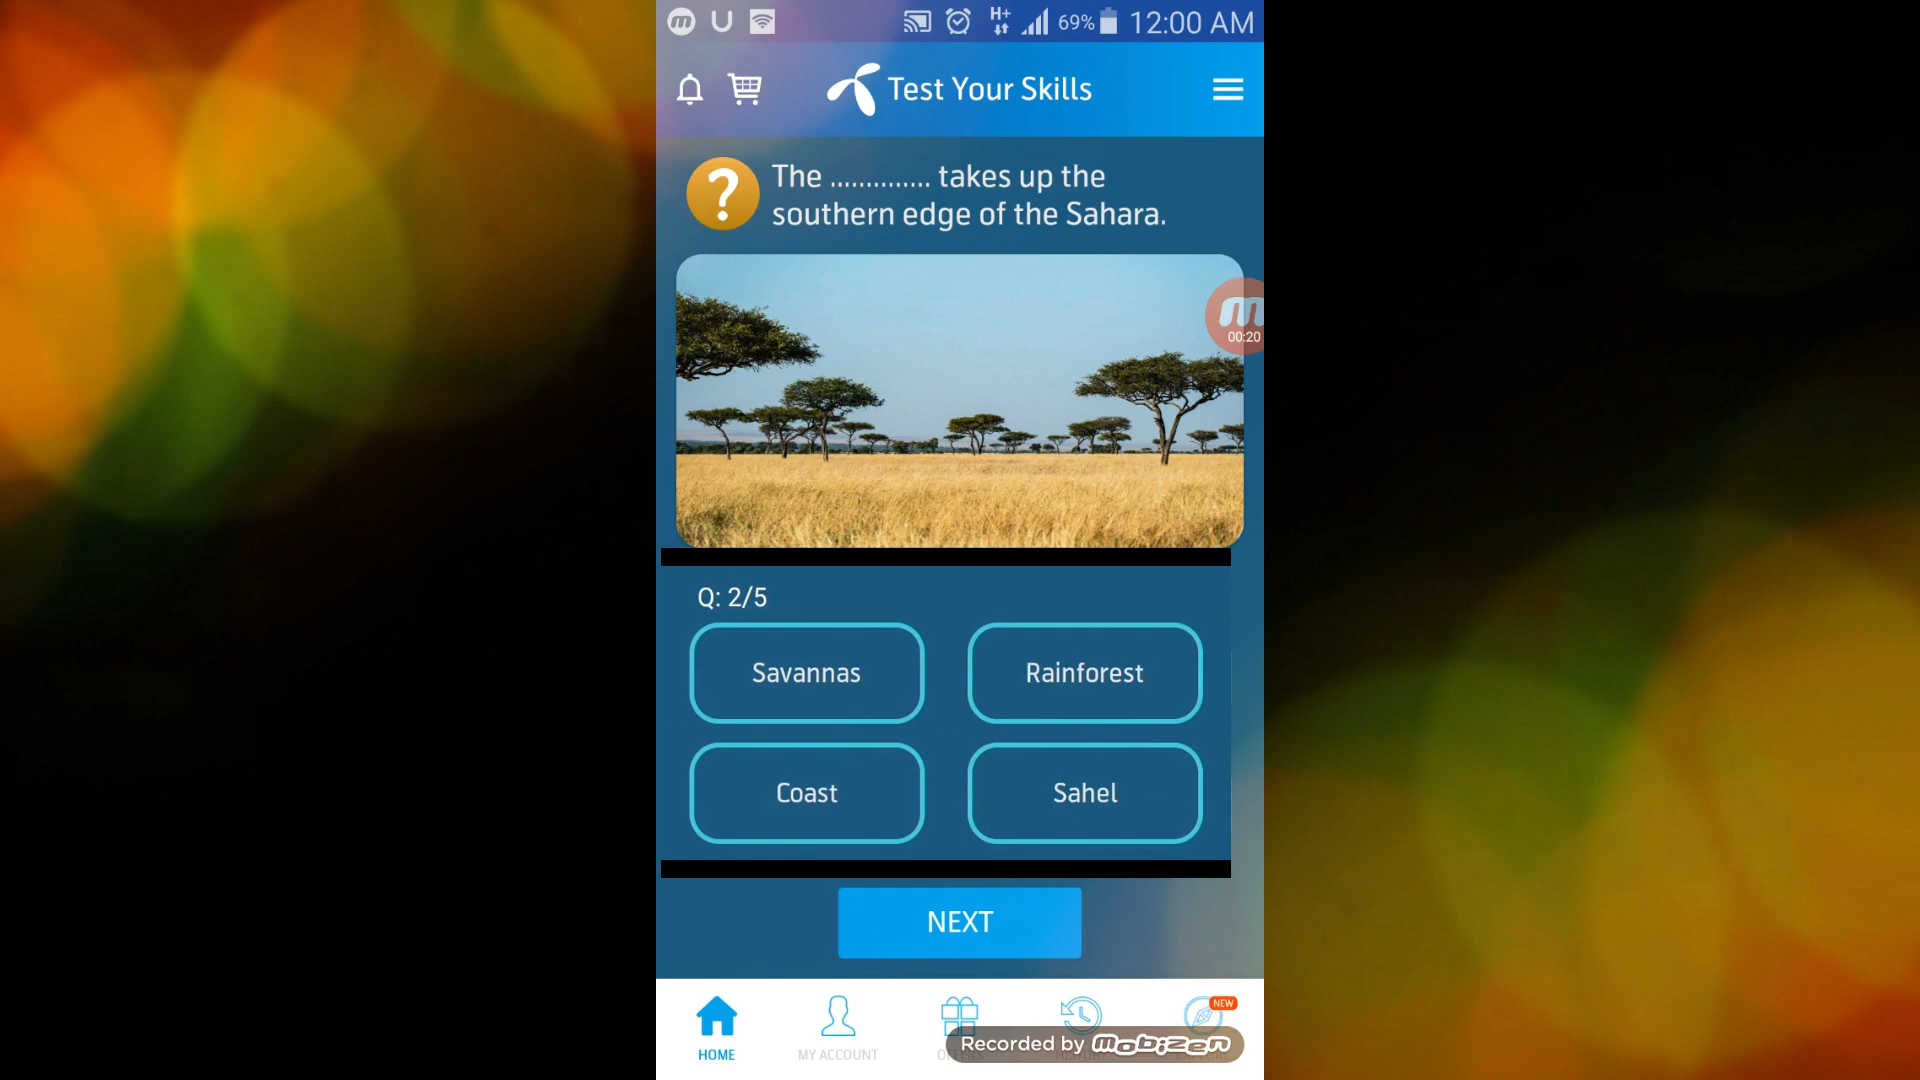 H+ 69% 12:00 AM
Test Your Skills
The .............. takes up the
southern edge of the Sahara.
00:20
Q: 2/5
Savannas
Rainforest
Coast
Sahel
NEXT
NEW
HOME
MY ACCOUNT
Recorded by mobizen